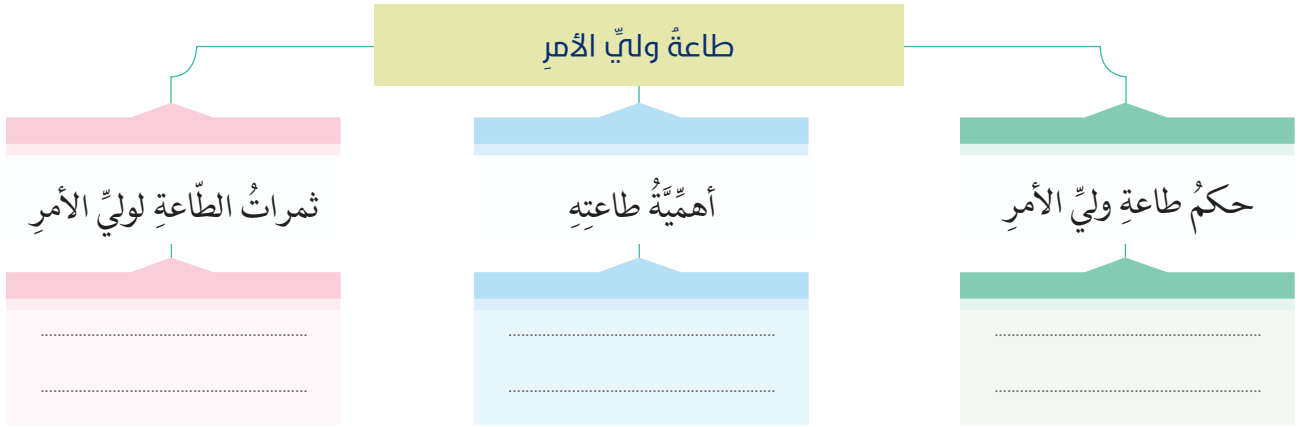 طاعةُ وليِّ الأمرِ
حكمُ طاعةِ وليِّ الأمرِ
أهمِّيَّةُ طاعتِهِ
ثمراتُ الطّاعةِ لوليِّ الأمرِ